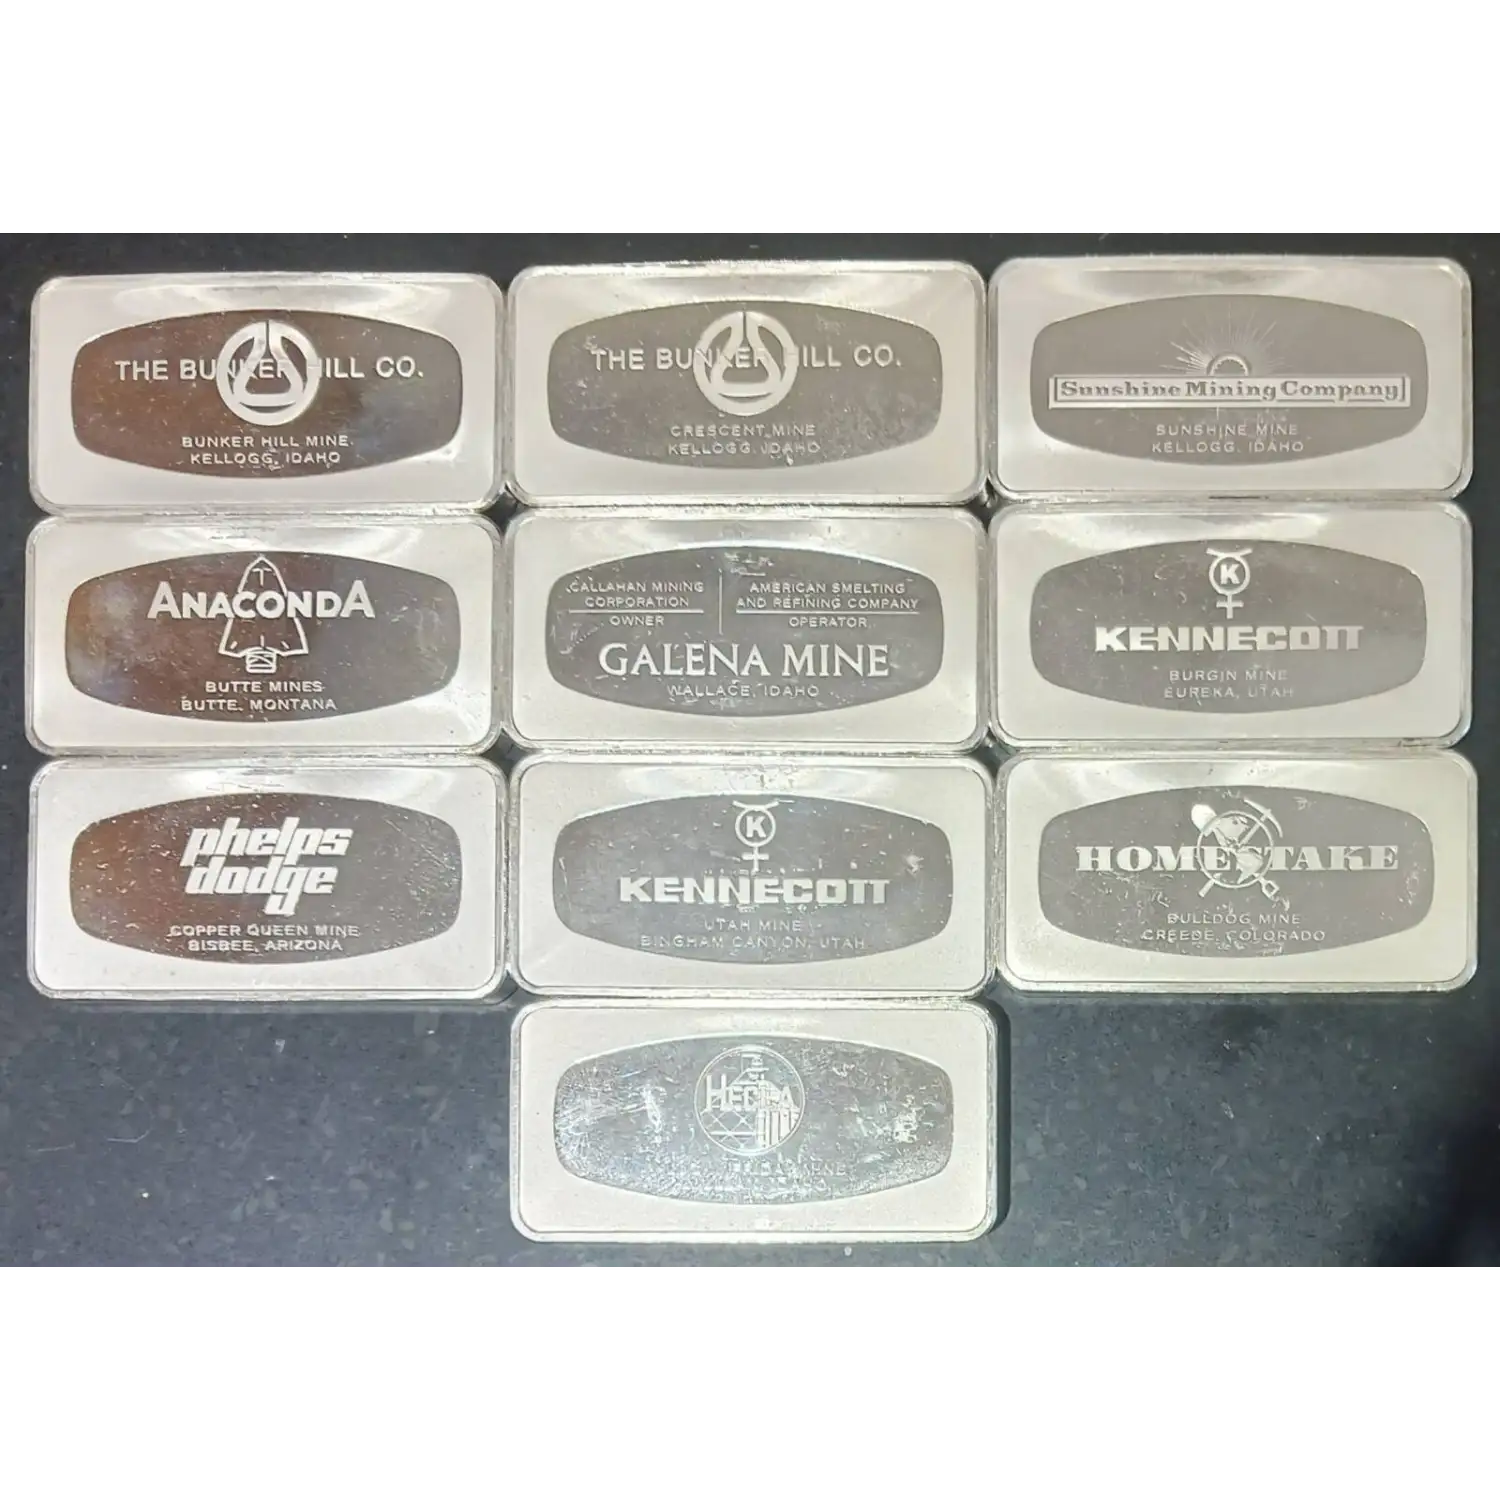 THE BUNKER HILL CO.
BUNKER HILL MINE
KELLOGG, IDAHO
THE BUNKER HILL CO.
CRESCENT MINE
KELLOGG, IDAHO
Sunshine Mining Company
SUNSHINE MINE
KELLOGG, IDAHO
ANACONDA
BUTTE MINES
BUTTE, MONTANA
CALLAHAN MINING
CORPORATION
OWNER
AMERICAN SMELTING
AND REFINING COMPANY
OPERATOR
GALENA MINE
WALLACE, IDAHO
K
KENNECOTT
BURGIN MINE
EUREKA, UTAH
phelps
dodge
COPPER QUEEN MINE
BISBEE, ARIZONA
K
KENNECOTT
UTAH MINE
BINGHAM CANYON, UTAH
HOMESTAKE
BULLDOG MINE
CREEDE, COLORADO
HECLA
MINE